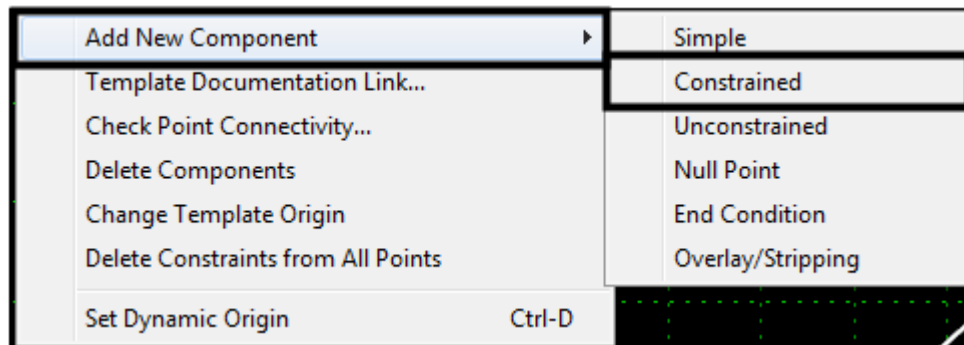 Add New Component
Template Documentation Link...
Check Point Connectivity...
Delete Components
Change Template Origin
Delete Constraints from All Points
Set Dynamic Origin Ctrl-D
Simple
Constrained
Unconstrained
Null Point
End Condition
Overlay/Stripping